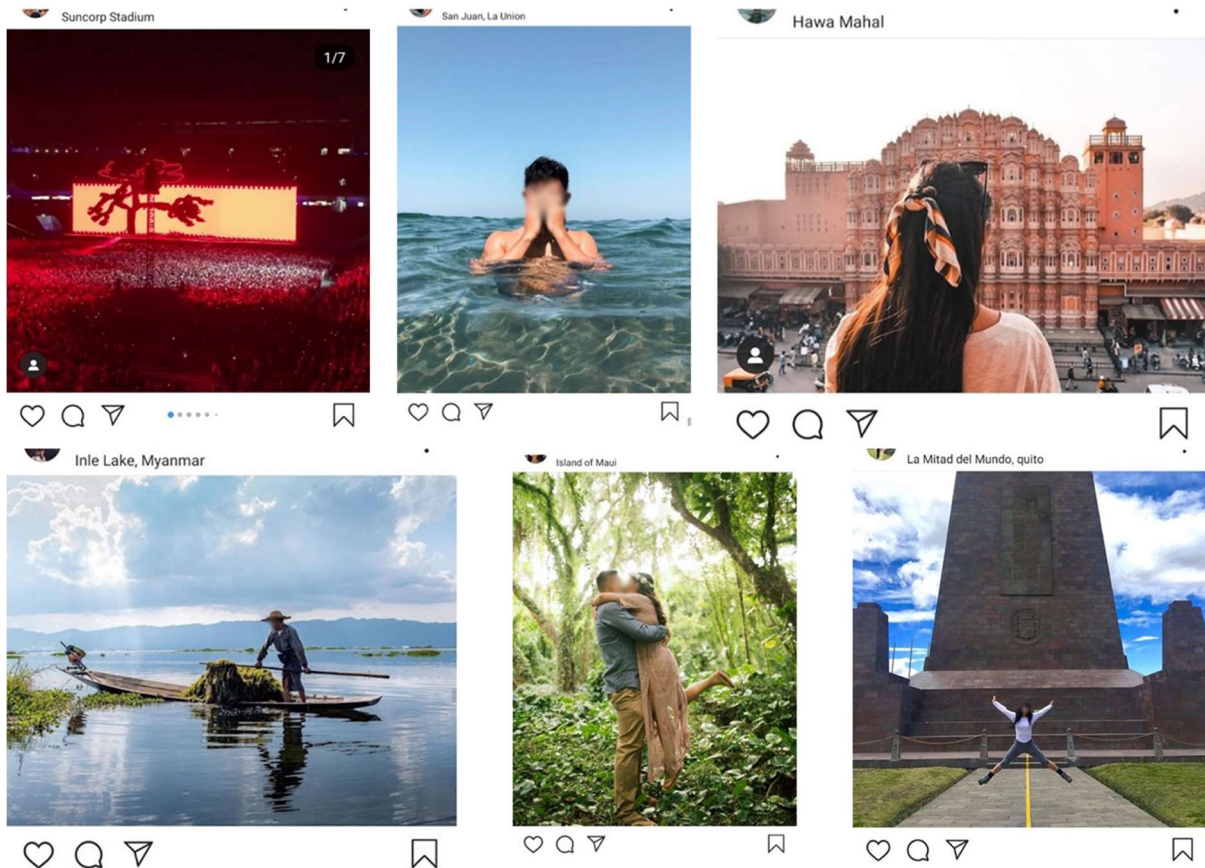 Suncorp Stadium
San Juan, La Union
Hawa Mahal
1/7
Inle Lake, Myanmar
Island of Maui
La Mitad del Mundo, quito